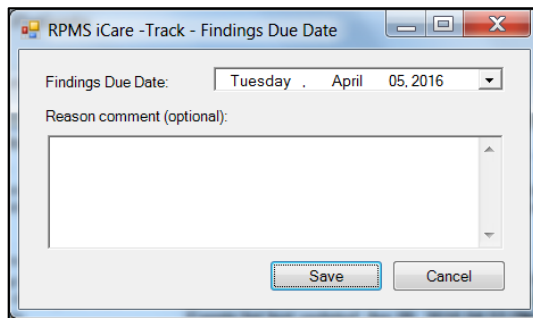 RPMS iCare -Track - Findings Due Date
Findings Due Date: Tuesday , April 05, 2016
Reason comment (optional):
Save Cancel